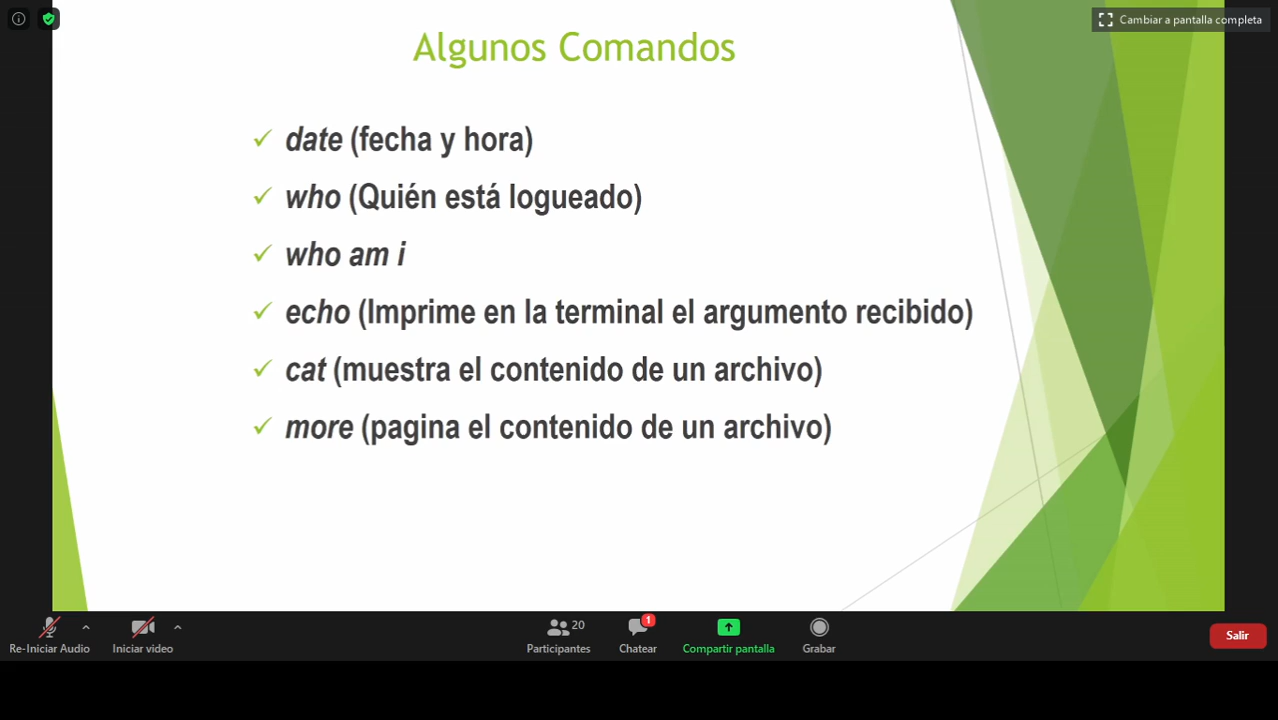 Cambiar a pantalla completa
Algunos Comandos
date (fecha y hora)
who (Quién está logueado)
who am i
echo (Imprime en la terminal el argumento recibido)
cat (muestra el contenido de un archivo)
more (pagina el contenido de un archivo)
20
1
Re-Iniciar Audio
Iniciar video
Participantes
Chatear
Compartir pantalla
Grabar
Salir